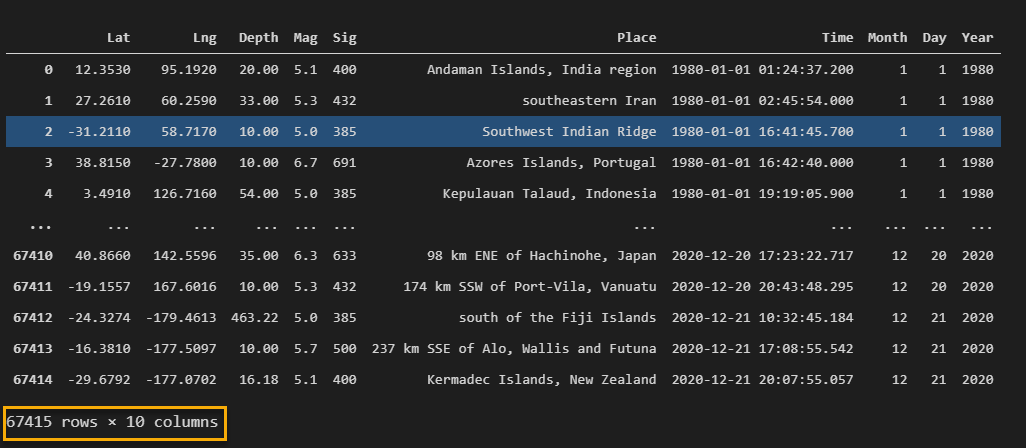 Lat Lng Depth Mag Sig Place Time Month Day Year
0 12.3530 95.1920 20.00 5.1 400 Andaman Islands, India region 1980-01-01 01:24:37.200 1 1 1980
1 27.2610 60.2590 33.00 5.3 432 southeastern Iran 1980-01-01 02:45:54.000 1 1 1980
2 -31.2110 58.7170 10.00 5.0 385 Southwest Indian Ridge 1980-01-01 16:41:45.700 1 1 1980
3 38.8150 -27.7800 10.00 6.7 691 Azores Islands, Portugal 1980-01-01 16:42:40.000 1 1 1980
4 3.4910 126.7160 54.00 5.0 385 Kepulauan Talaud, Indonesia 1980-01-01 19:19:05.900 1 1 1980
... ... ... ... ... ... ... ... ... ... ...
67410 40.8660 142.5596 35.00 6.3 633 98 km ENE of Hachinohe, Japan 2020-12-20 17:23:22.717 12 20 2020
67411 -19.1557 167.6016 10.00 5.3 432 174 km SSW of Port-Vila, Vanuatu 2020-12-20 20:43:48.295 12 20 2020
67412 -24.3274 -179.4613 463.22 5.0 385 south of the Fiji Islands 2020-12-21 10:32:45.184 12 21 2020
67413 -16.3810 -177.5097 10.00 5.7 500 237 km SSE of Alo, Wallis and Futuna 2020-12-21 17:08:55.542 12 21 2020
67414 -29.6792 -177.0702 16.18 5.1 400 Kermadec Islands, New Zealand 2020-12-21 20:07:55.057 12 21 2020
67415 rows × 10 columns